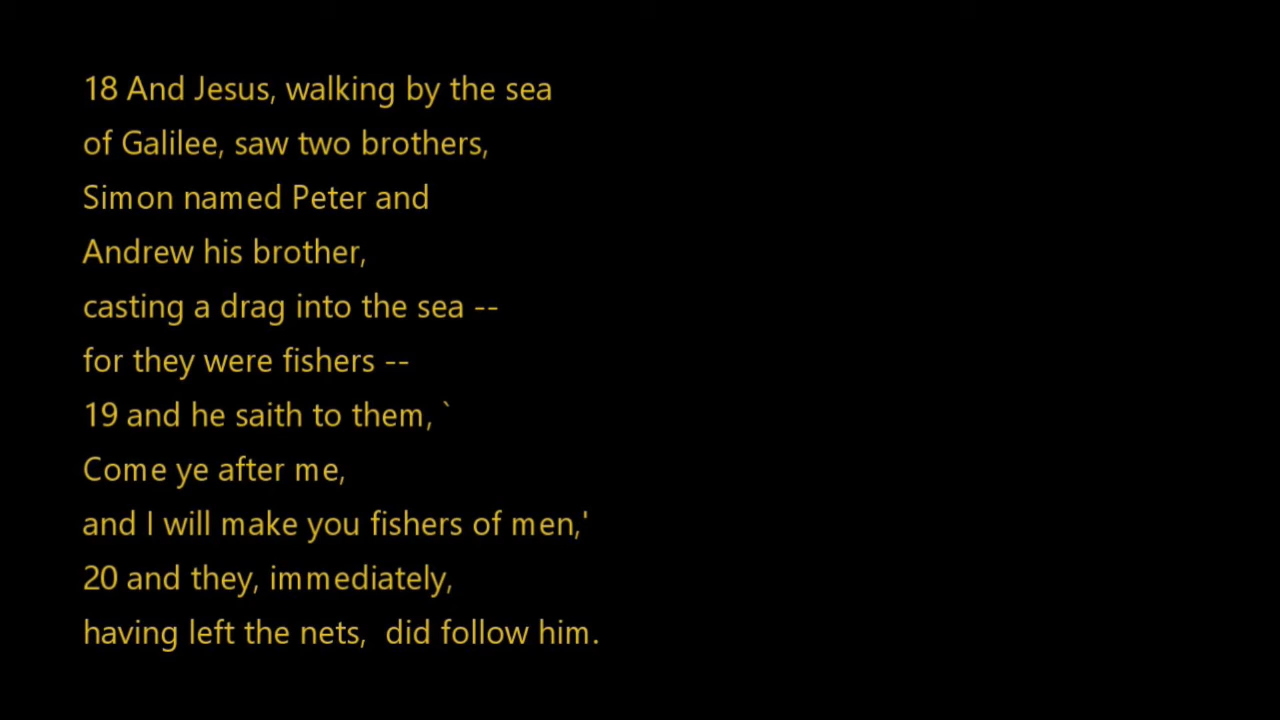 18 And Jesus, walking by the sea
of Galilee, saw two brothers,
Simon named Peter and
Andrew his brother,
casting a drag into the sea --
for they were fishers --
19 and he saith to them, `
Come ye after me,
and I will make you fishers of men,'
20 and they, immediately,
having left the nets,  did follow him.